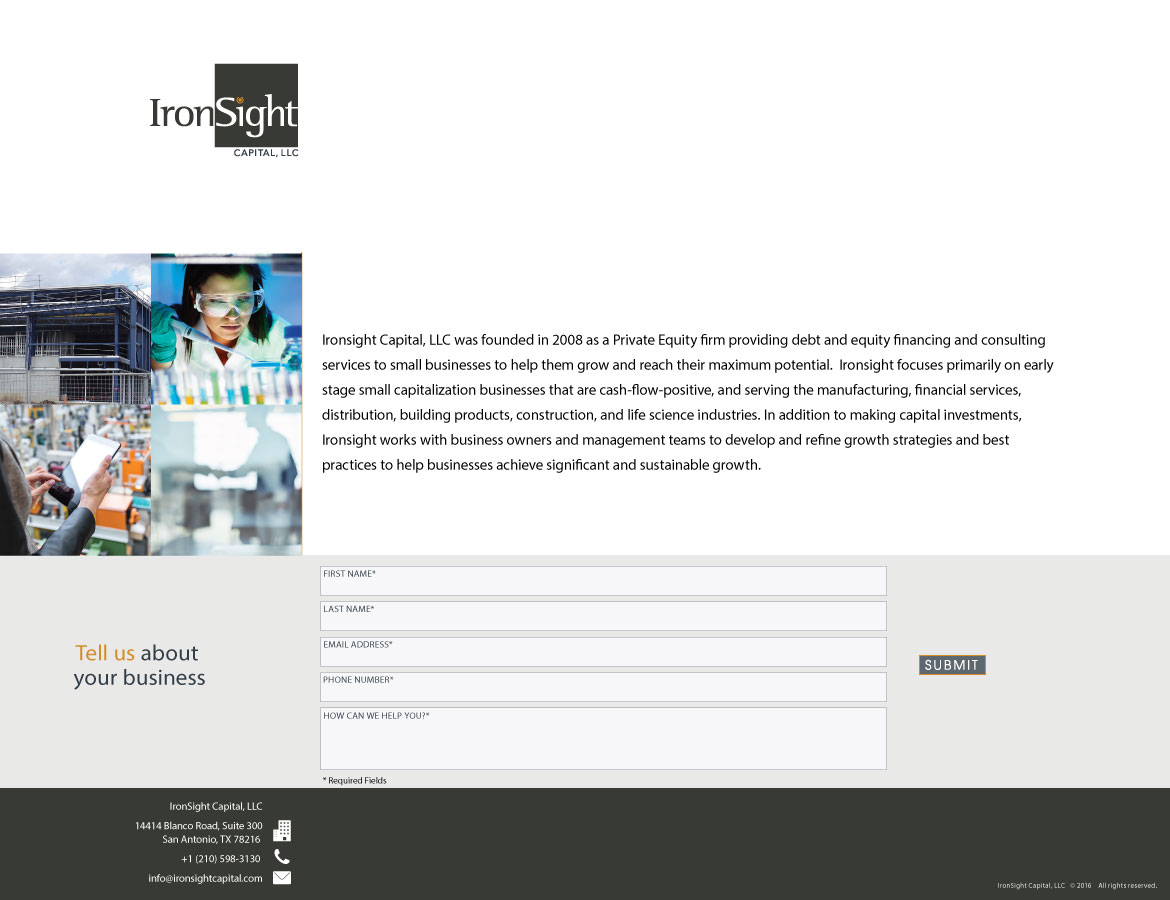 IronSight
CAPITAL, LLC
Ironsight Capital, LLC was founded in 2008 as a Private Equity firm providing debt and equity financing and consulting
services to small businesses to help them grow and reach their maximum potential.  Ironsight focuses primarily on early
stage small capitalization businesses that are cash-flow-positive, and serving the manufacturing, financial services,
distribution, building products, construction, and life science industries. In addition to making capital investments,
Ironsight works with business owners and management teams to develop and refine growth strategies and best
practices to help businesses achieve significant and sustainable growth.
Tell us about
your business
FIRST NAME*
LAST NAME*
EMAIL ADDRESS*
PHONE NUMBER*
HOW CAN WE HELP YOU?*
* Required Fields
SUBMIT
IronSight Capital, LLC
14414 Blanco Road, Suite 300
San Antonio, TX 78216
+1 (210) 598-3130
info@ironsightcapital.com
IronSight Capital, LLC © 2016 All rights reserved.